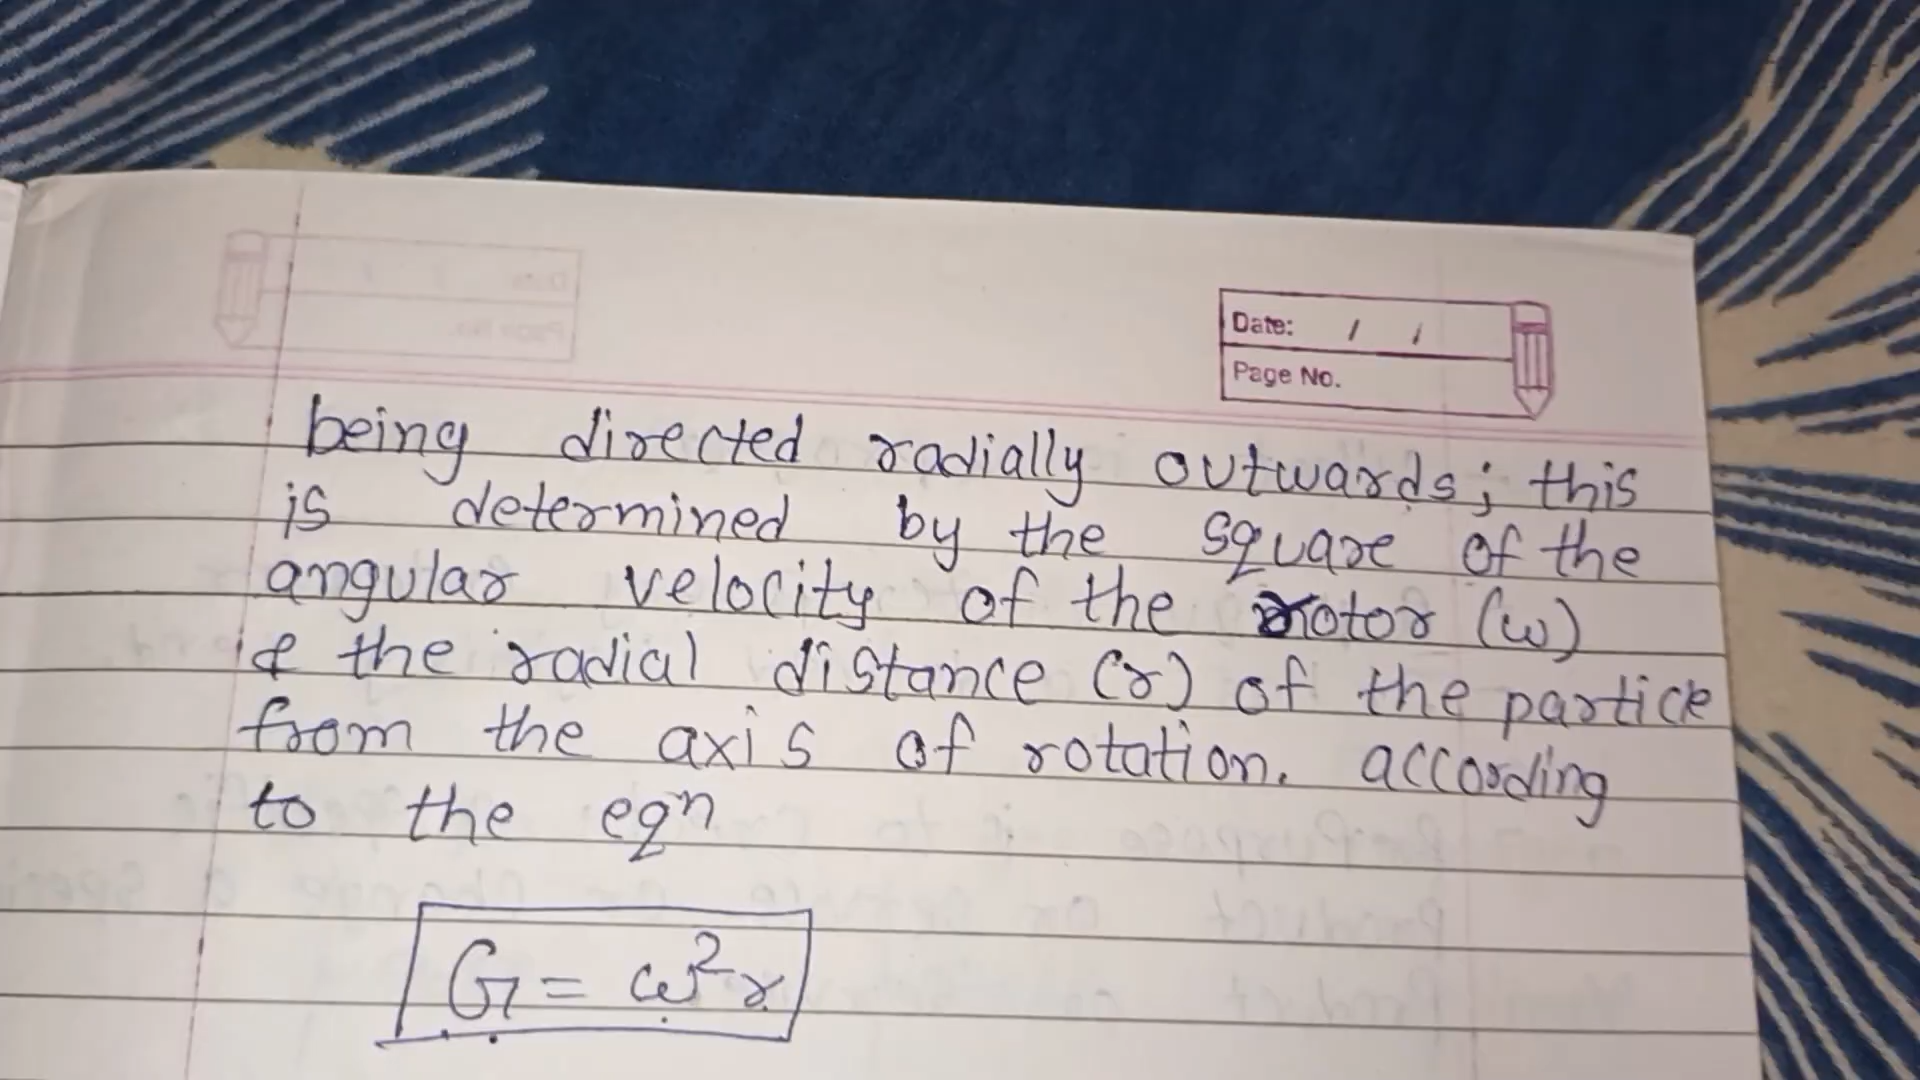 Date: / /
Page No.
being directed radially outwards; this
is determined by the square of the
angular velocity of the rotor (ω)
& the radial distance (r) of the particle
from the axis of rotation. according
to the eqn
G = ω²r